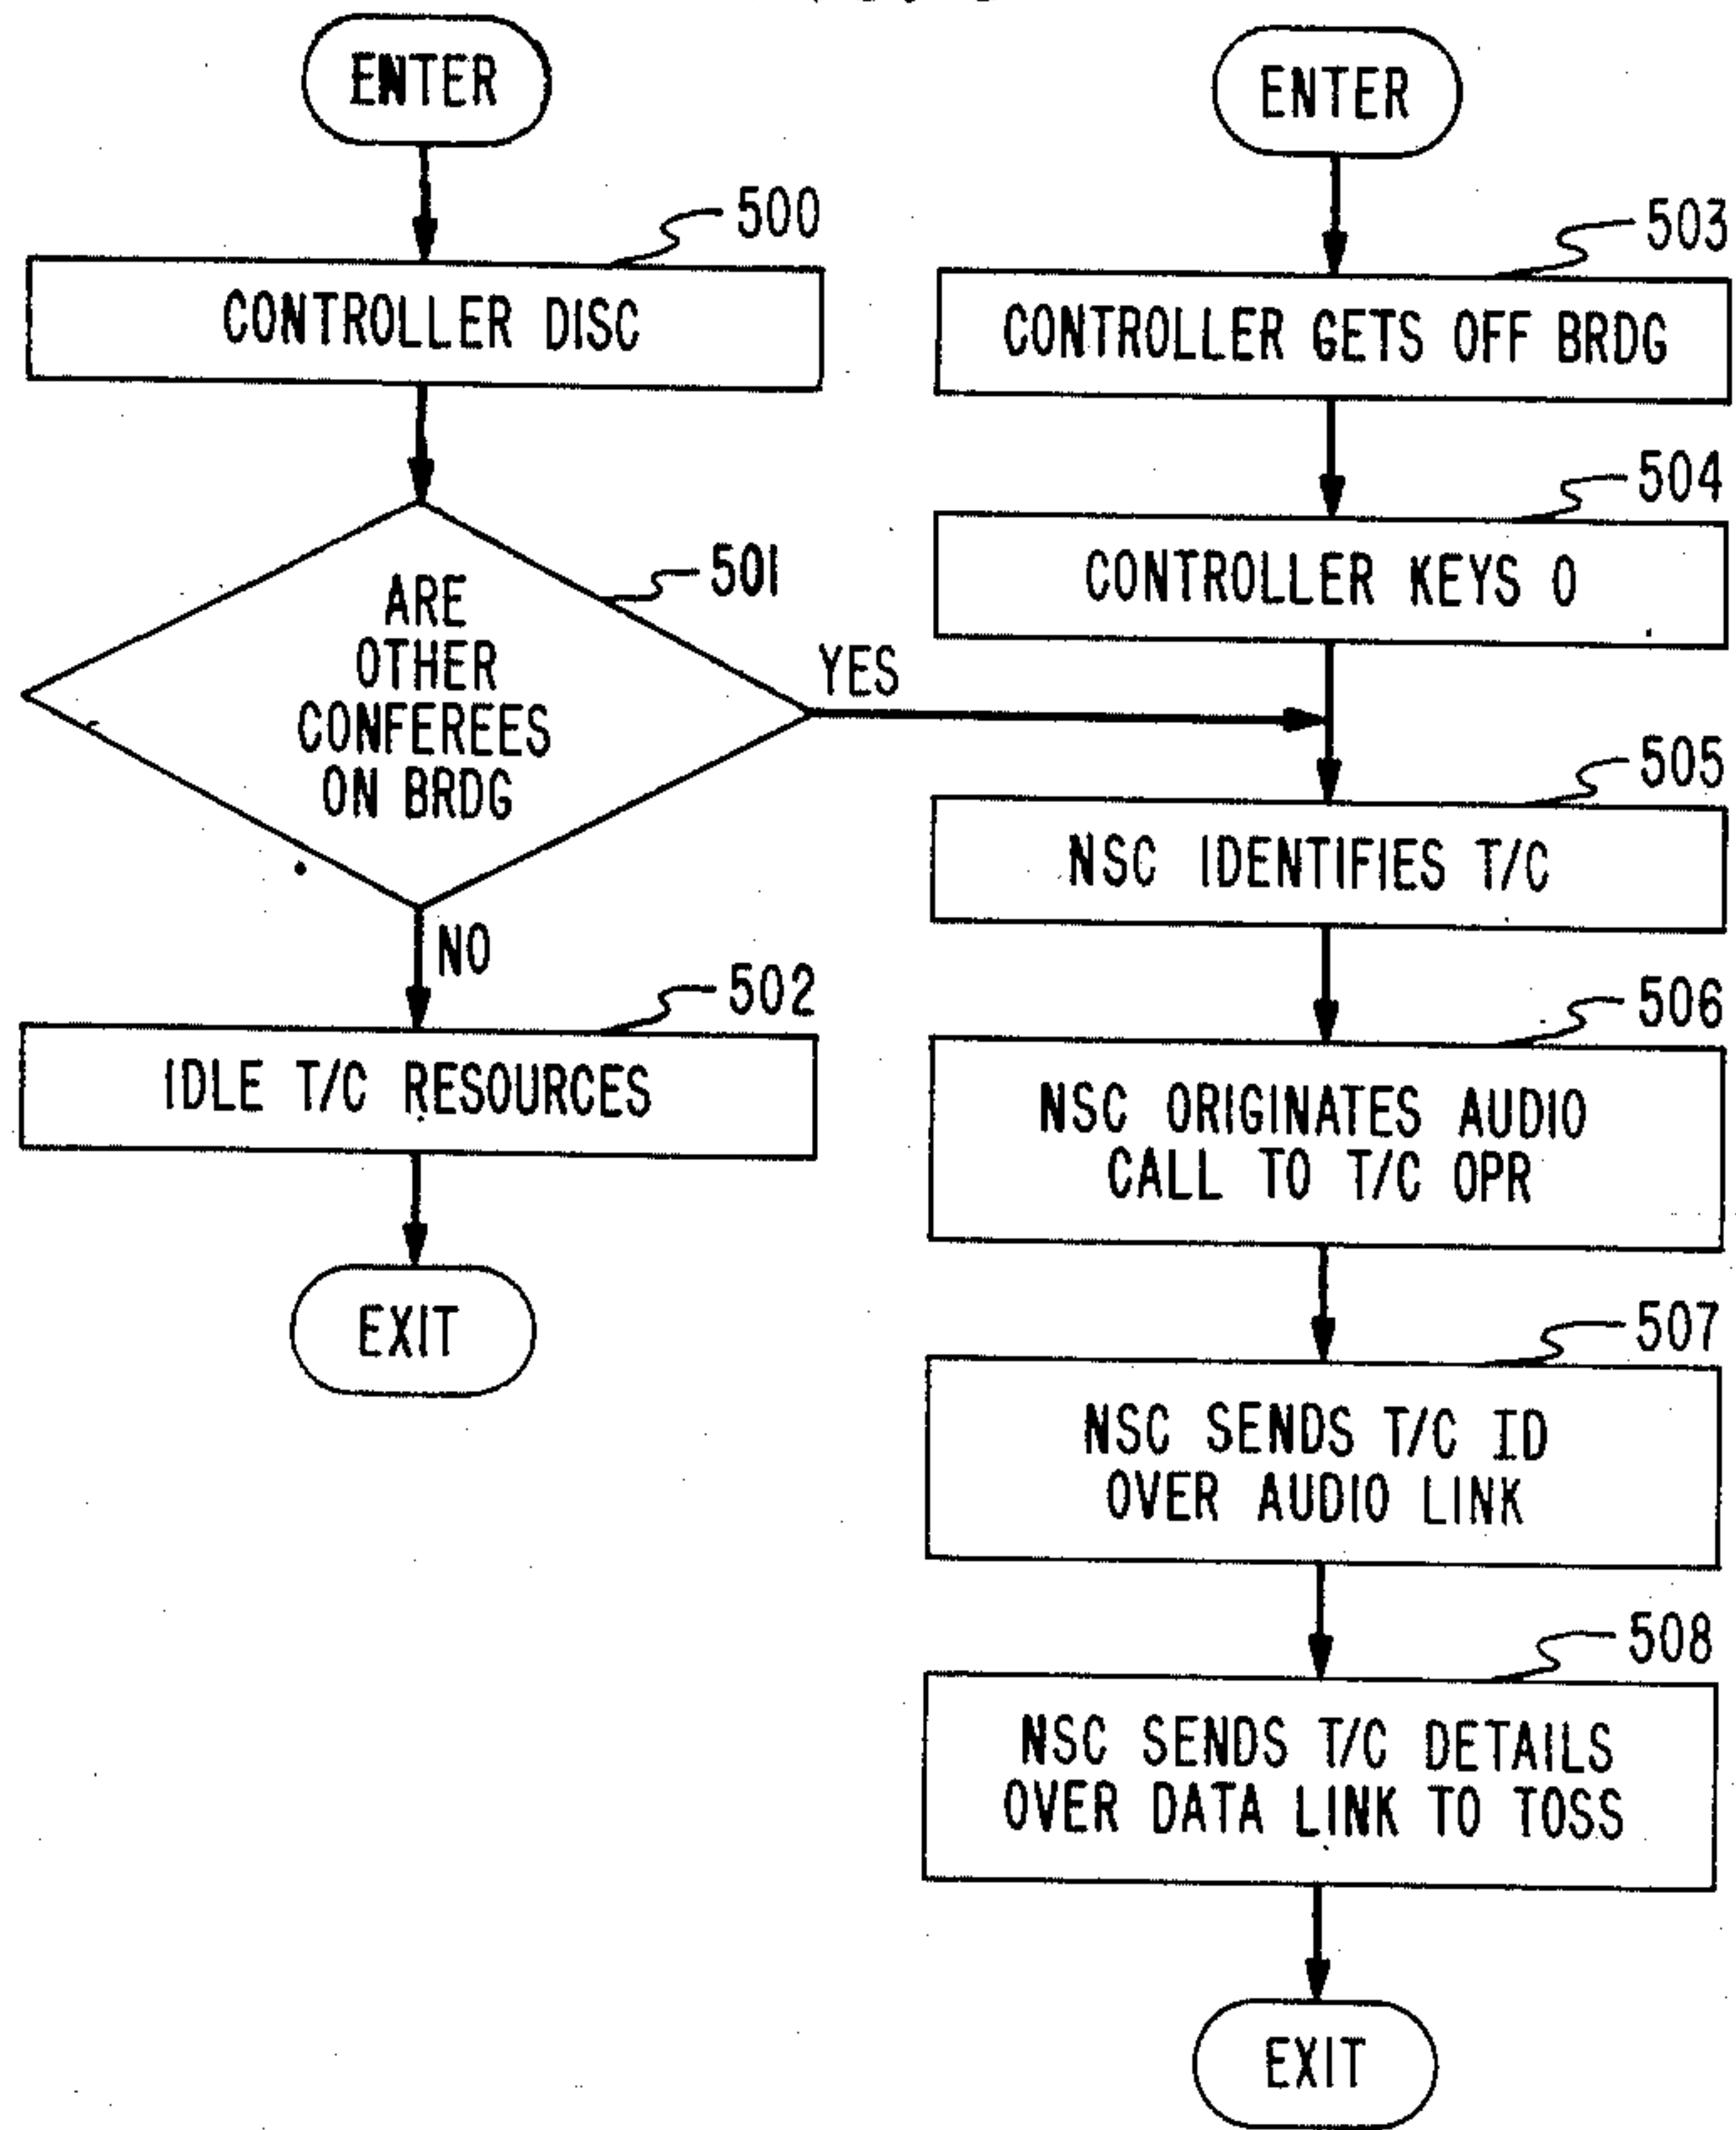 ENTER
500
CONTROLLER DISC
501
ARE
OTHER
CONFEREES
ON BRDG
YES
NO
502
IDLE T/C RESOURCES
EXIT
ENTER
503
CONTROLLER GETS OFF BRDG
504
CONTROLLER KEYS 0
505
NSC IDENTIFIES T/C
506
NSC ORIGINATES AUDIO
CALL TO T/C OPR
507
NSC SENDS T/C ID
OVER AUDIO LINK
508
NSC SENDS T/C DETAILS
OVER DATA LINK TO TOSS
EXIT